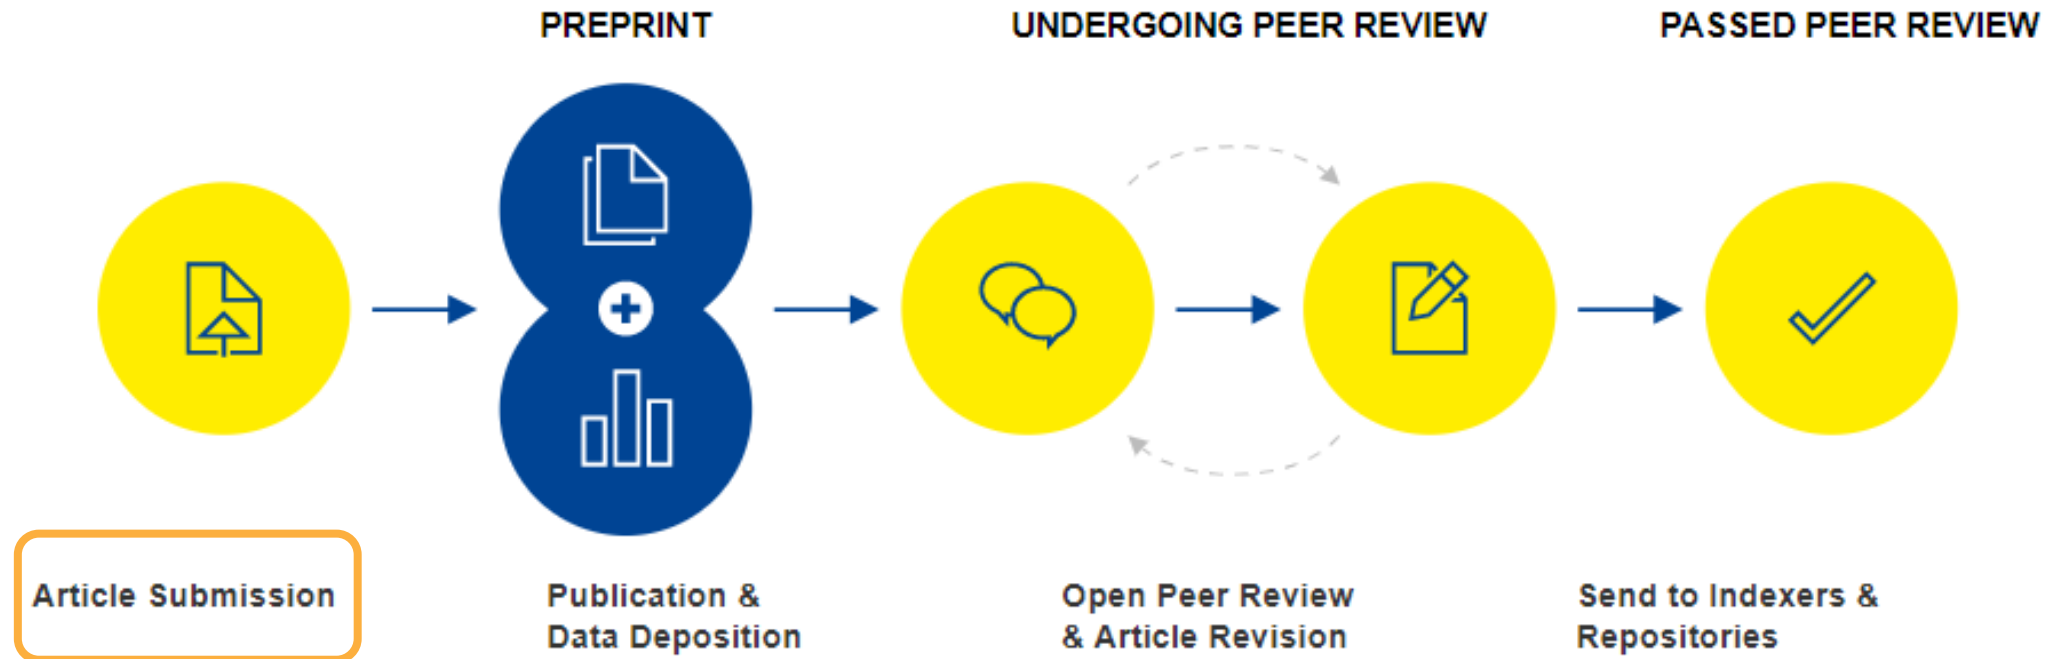 PREPRINT
UNDERGOING PEER REVIEW
PASSED PEER REVIEW
Article Submission
Publication &
Data Deposition
Open Peer Review
& Article Revision
Send to Indexers &
Repositories